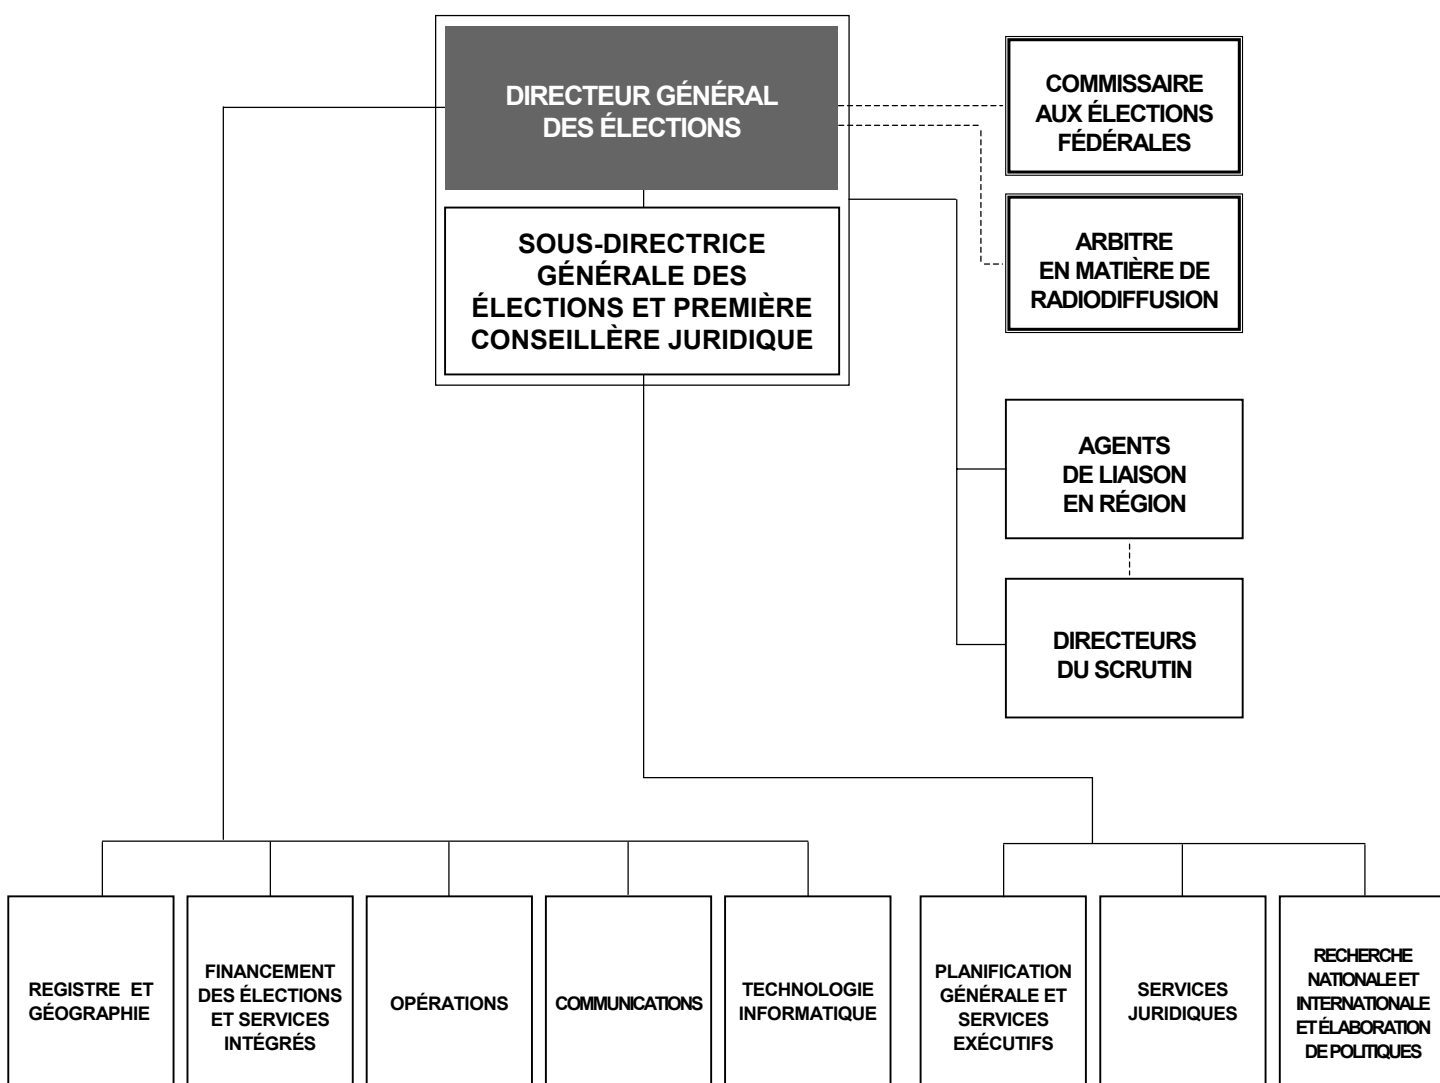 DIRECTEUR GÉNÉRAL
DES ÉLECTIONS
SOUS-DIRECTRICE
GÉNÉRALE DES
ÉLECTIONS ET PREMIÈRE
CONSEILLÈRE JURIDIQUE
COMMISSAIRE
AUX ÉLECTIONS
FÉDÉRALES
ARBITRE
EN MATIÈRE DE
RADIODIFFUSION
AGENTS
DE LIAISON
EN RÉGION
DIRECTEURS
DU SCRUTIN
REGISTRE ET
GÉOGRAPHIE
FINANCEMENT
DES ÉLECTIONS
ET SERVICES
INTÉGRÉS
OPÉRATIONS
COMMUNICATIONS
TECHNOLOGIE
INFORMATIQUE
PLANIFICATION
GÉNÉRALE ET
SERVICES
EXÉCUTIFS
SERVICES
JURIDIQUES
RECHERCHE
NATIONALE ET
INTERNATIONALE
ET ÉLABORATION
DE POLITIQUES